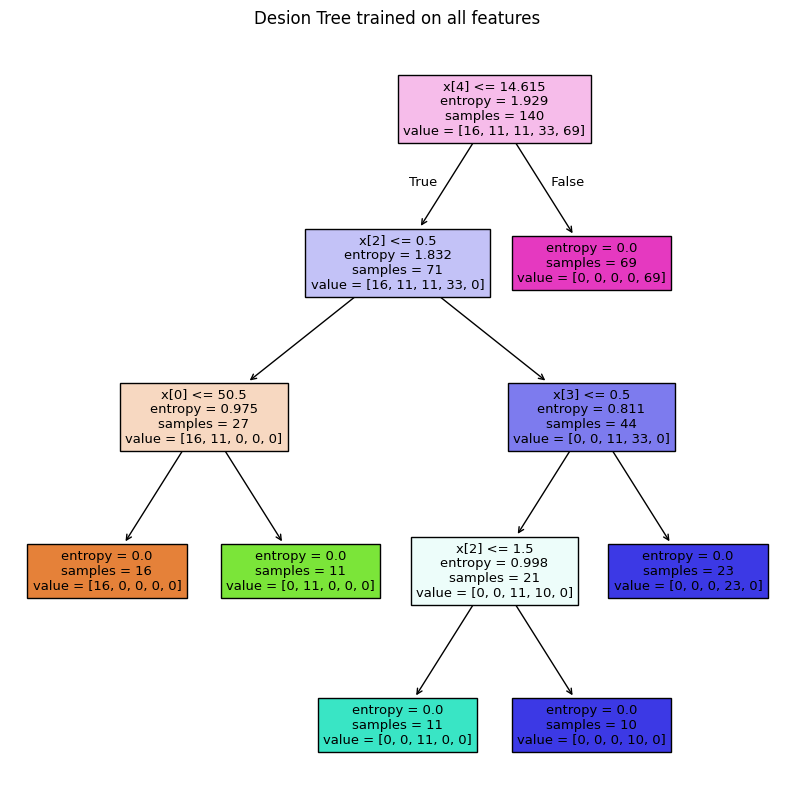 Desion Tree trained on all features
x[4] <= 14.615
entropy = 1.929
samples = 140
value = [16, 11, 11, 33, 69]
True
False
x[2] <= 0.5
entropy = 1.832
samples = 71
value = [16, 11, 11, 33, 0]
entropy = 0.0
samples = 69
value = [0, 0, 0, 0, 69]
x[0] <= 50.5
entropy = 0.975
samples = 27
value = [16, 11, 0, 0, 0]
x[3] <= 0.5
entropy = 0.811
samples = 44
value = [0, 0, 11, 33, 0]
entropy = 0.0
samples = 16
value = [16, 0, 0, 0, 0]
entropy = 0.0
samples = 11
value = [0, 11, 0, 0, 0]
x[2] <= 1.5
entropy = 0.998
samples = 21
value = [0, 0, 11, 10, 0]
entropy = 0.0
samples = 23
value = [0, 0, 0, 23, 0]
entropy = 0.0
samples = 11
value = [0, 0, 11, 0, 0]
entropy = 0.0
samples = 10
value = [0, 0, 0, 10, 0]